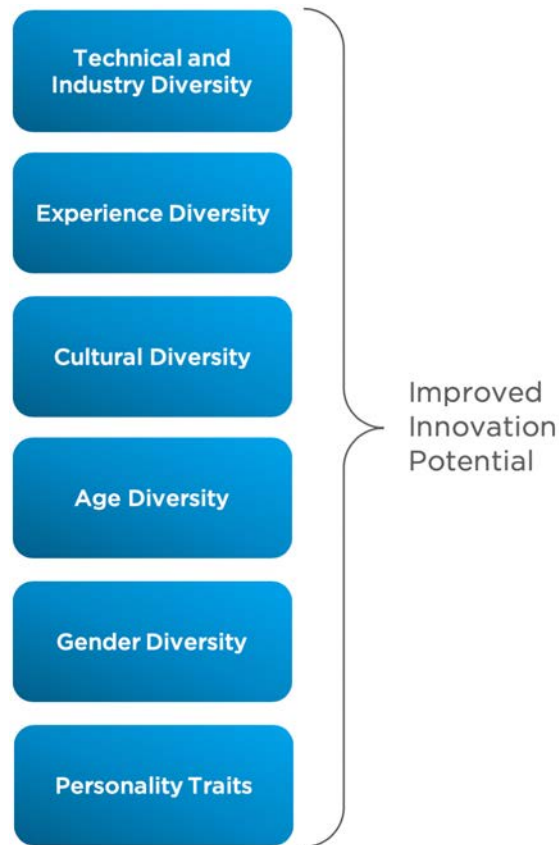 Technical and
Industry Diversity
Experience Diversity
Cultural Diversity
Age Diversity
Gender Diversity
Personality Traits
Improved
Innovation
Potential